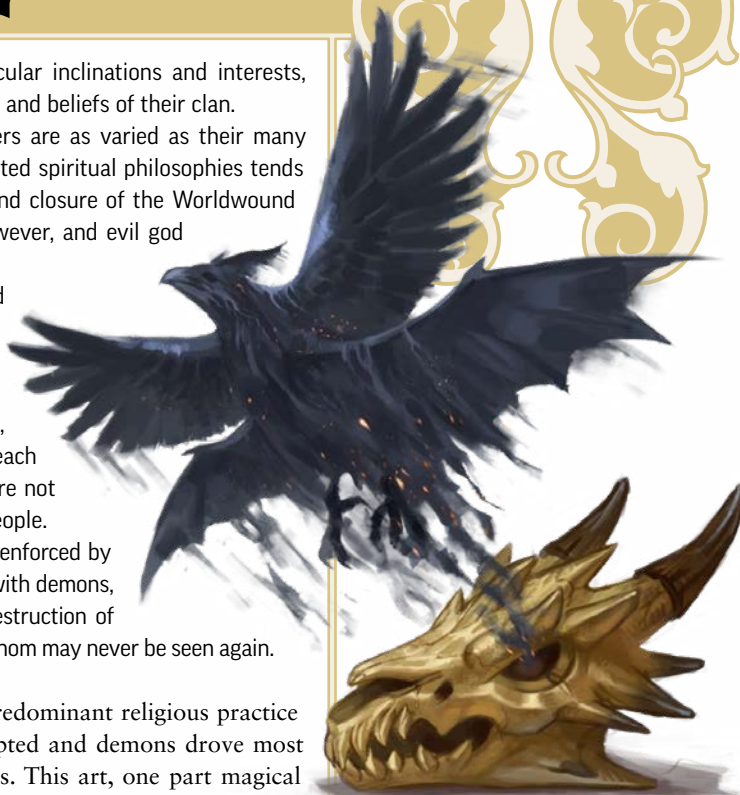 cular inclinations and interests,
and beliefs of their clan.
ers are as varied as their many
ted spiritual philosophies tends
nd closure of the Worldwound
wever, and evil god
d
,
each
re not
eople.
enforced by
with demons,
estruction of
hom may never be seen again.
redominant religious practice
pted and demons drove most
s. This art, one part magical